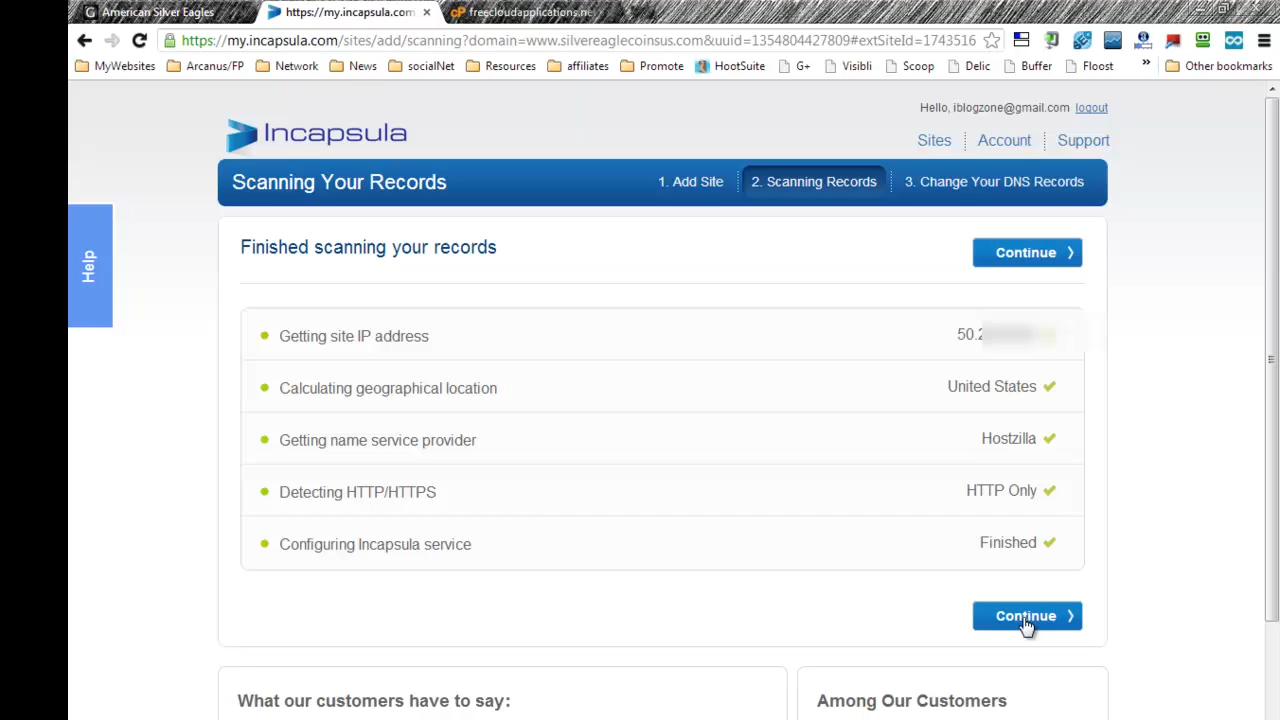 American Silver Eagles
https://my.incapsula.com
freecloudapplications.ne
https://my.incapsula.com/sites/add/scanning?domain=www.silvereaglecoinsus.com&uuid=1354804427809#extSiteId=1743516
MyWebsites Arcanus/FP Network News socialNet Resources affiliates Promote HootSuite G+ Visibli Scoop Delic Buffer Floost » Other bookmarks
Hello, iblogzone@gmail.com logout
Incapsula
Sites Account Support
Scanning Your Records
1. Add Site 2. Scanning Records 3. Change Your DNS Records
Help
Finished scanning your records
Continue
Getting site IP address 50.2
Calculating geographical location United States
Getting name service provider Hostzilla
Detecting HTTP/HTTPS HTTP Only
Configuring Incapsula service Finished
Continue
What our customers have to say:
Among Our Customers